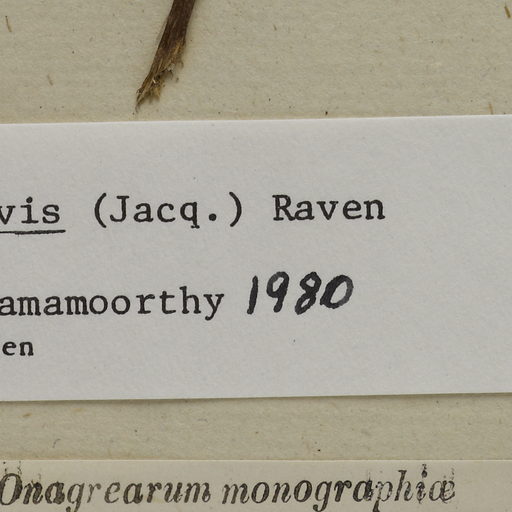 vis (Jacq.) Raven
amamoorthy 1980
en
Onagrearum monographiæ